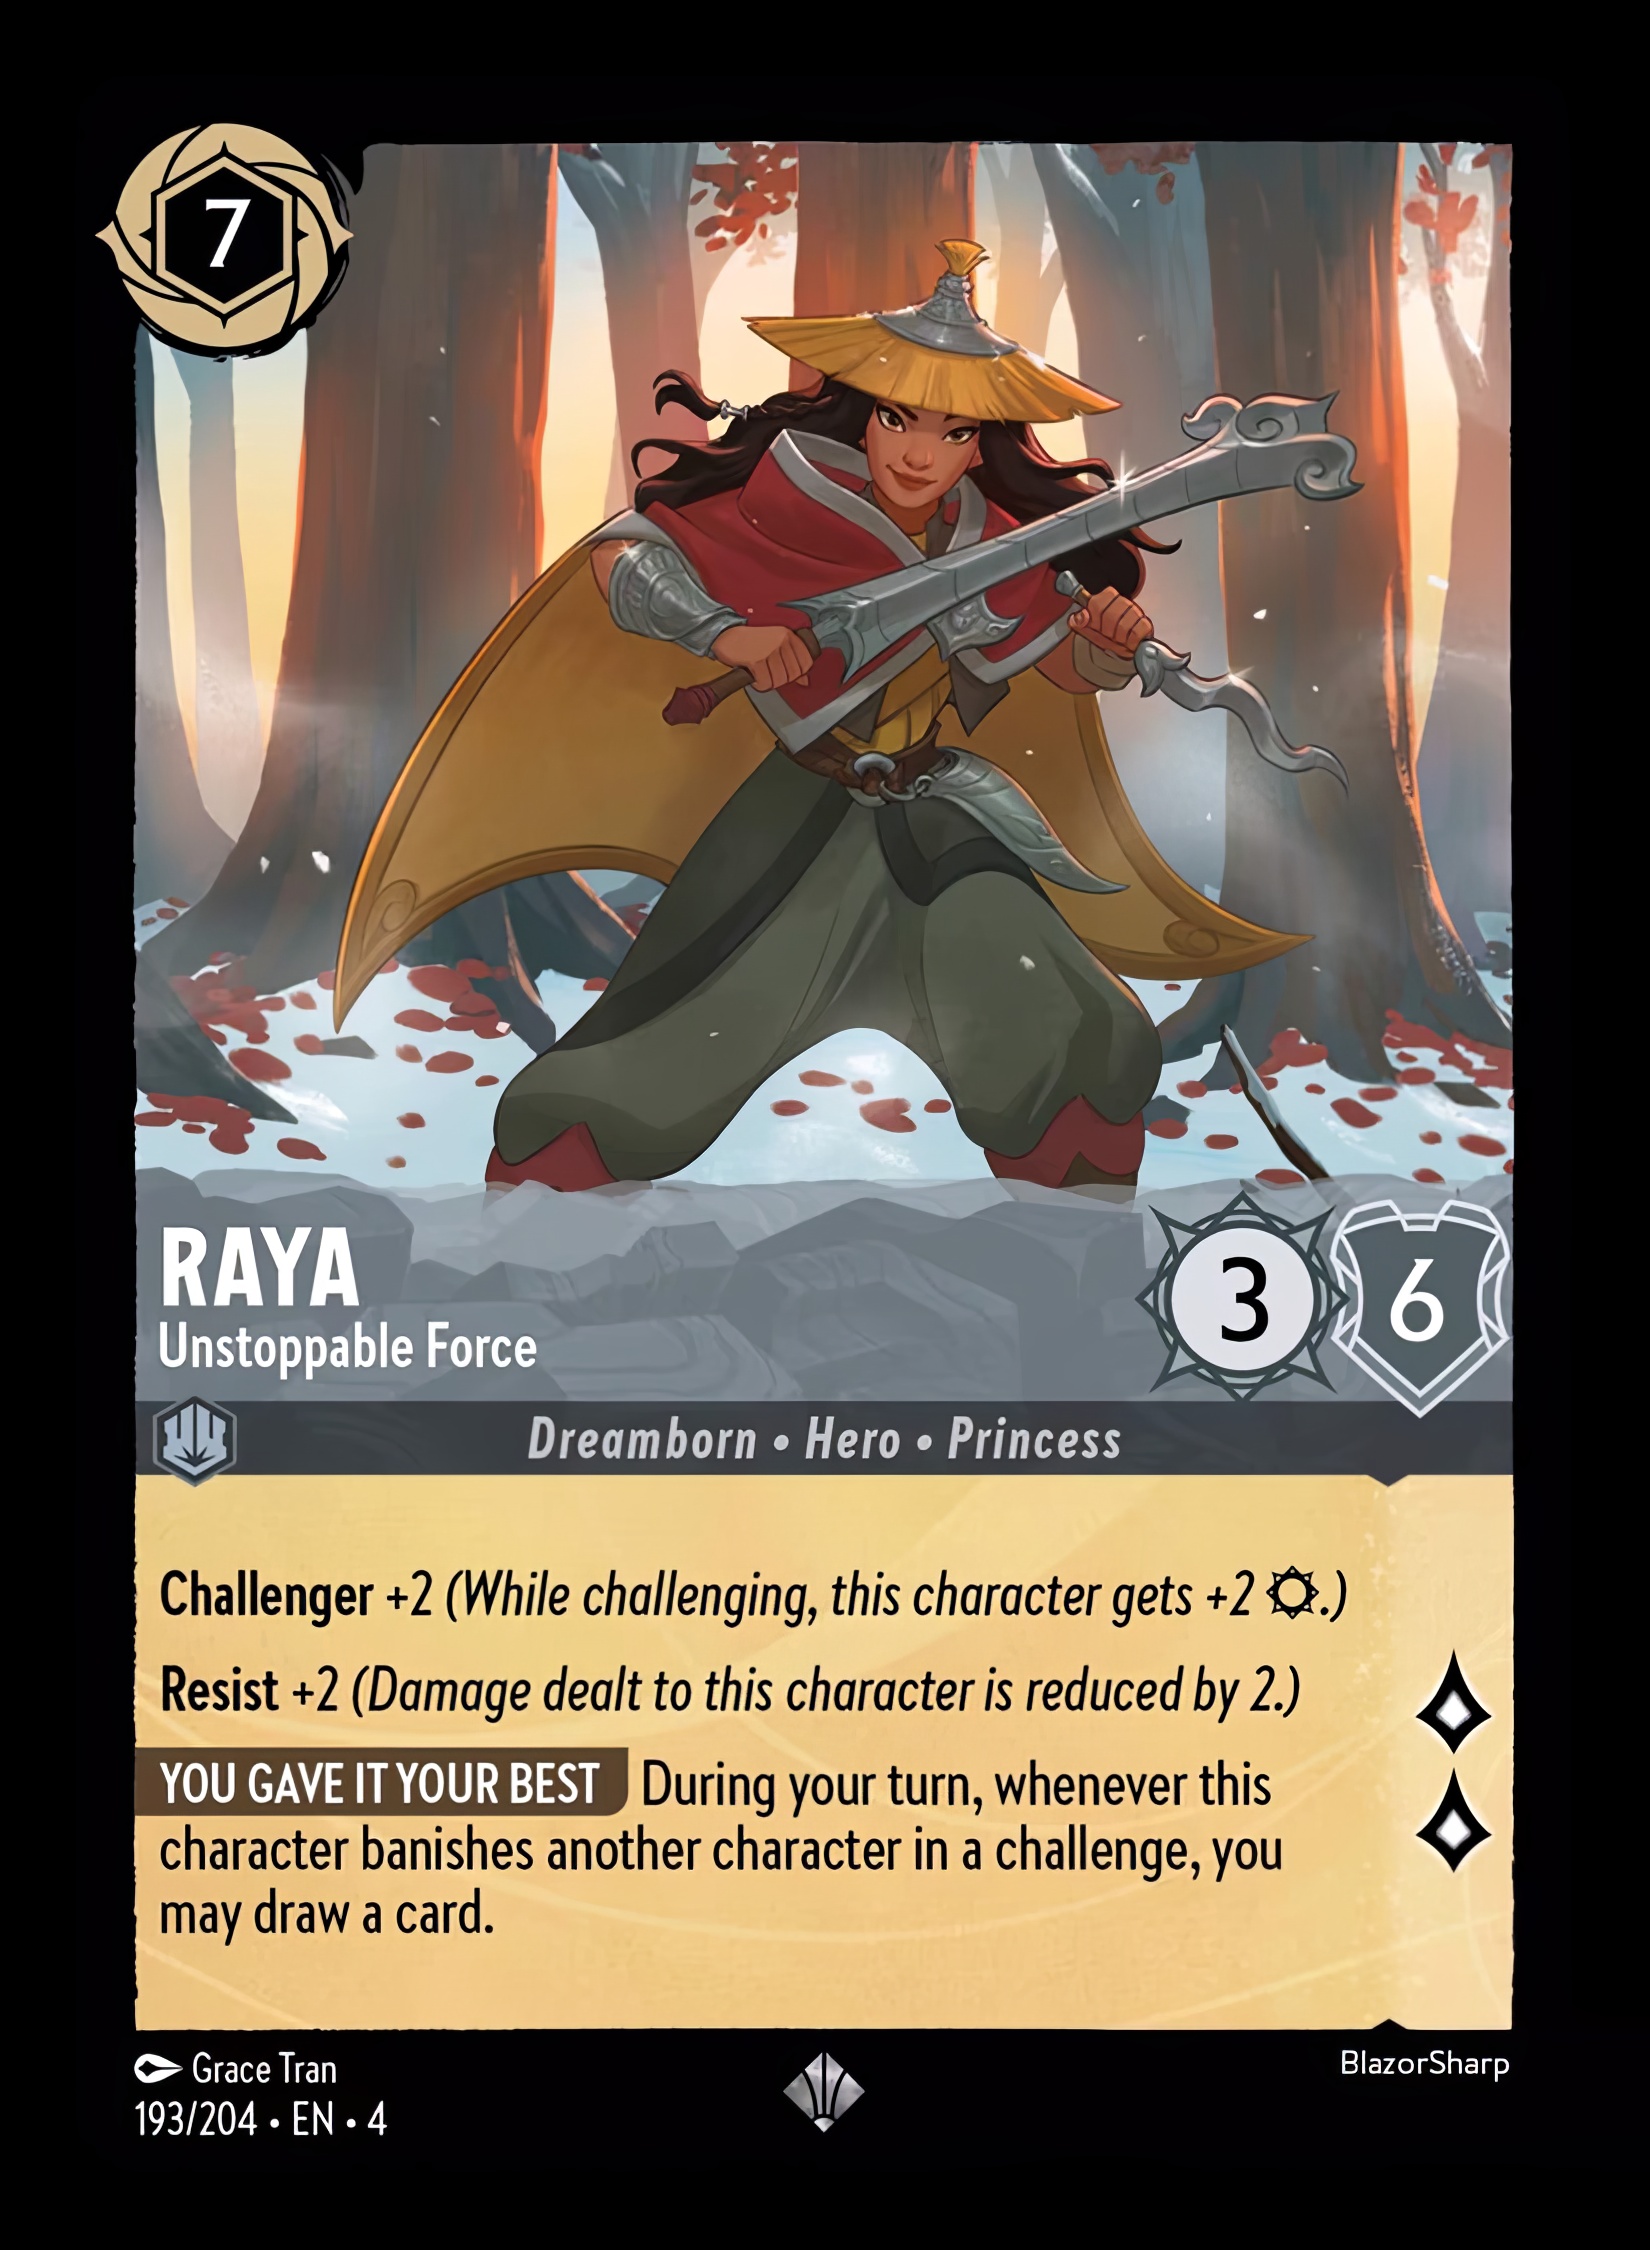 7
RAYA
Unstoppable Force
3
6
Dreamborn • Hero • Princess
Challenger +2 (While challenging, this character gets +2 .)
Resist +2 (Damage dealt to this character is reduced by 2.)
YOU GAVE IT YOUR BEST During your turn, whenever this
character banishes another character in a challenge, you
may draw a card.
Grace Tran
193/204 • EN • 4
BlazorSharp